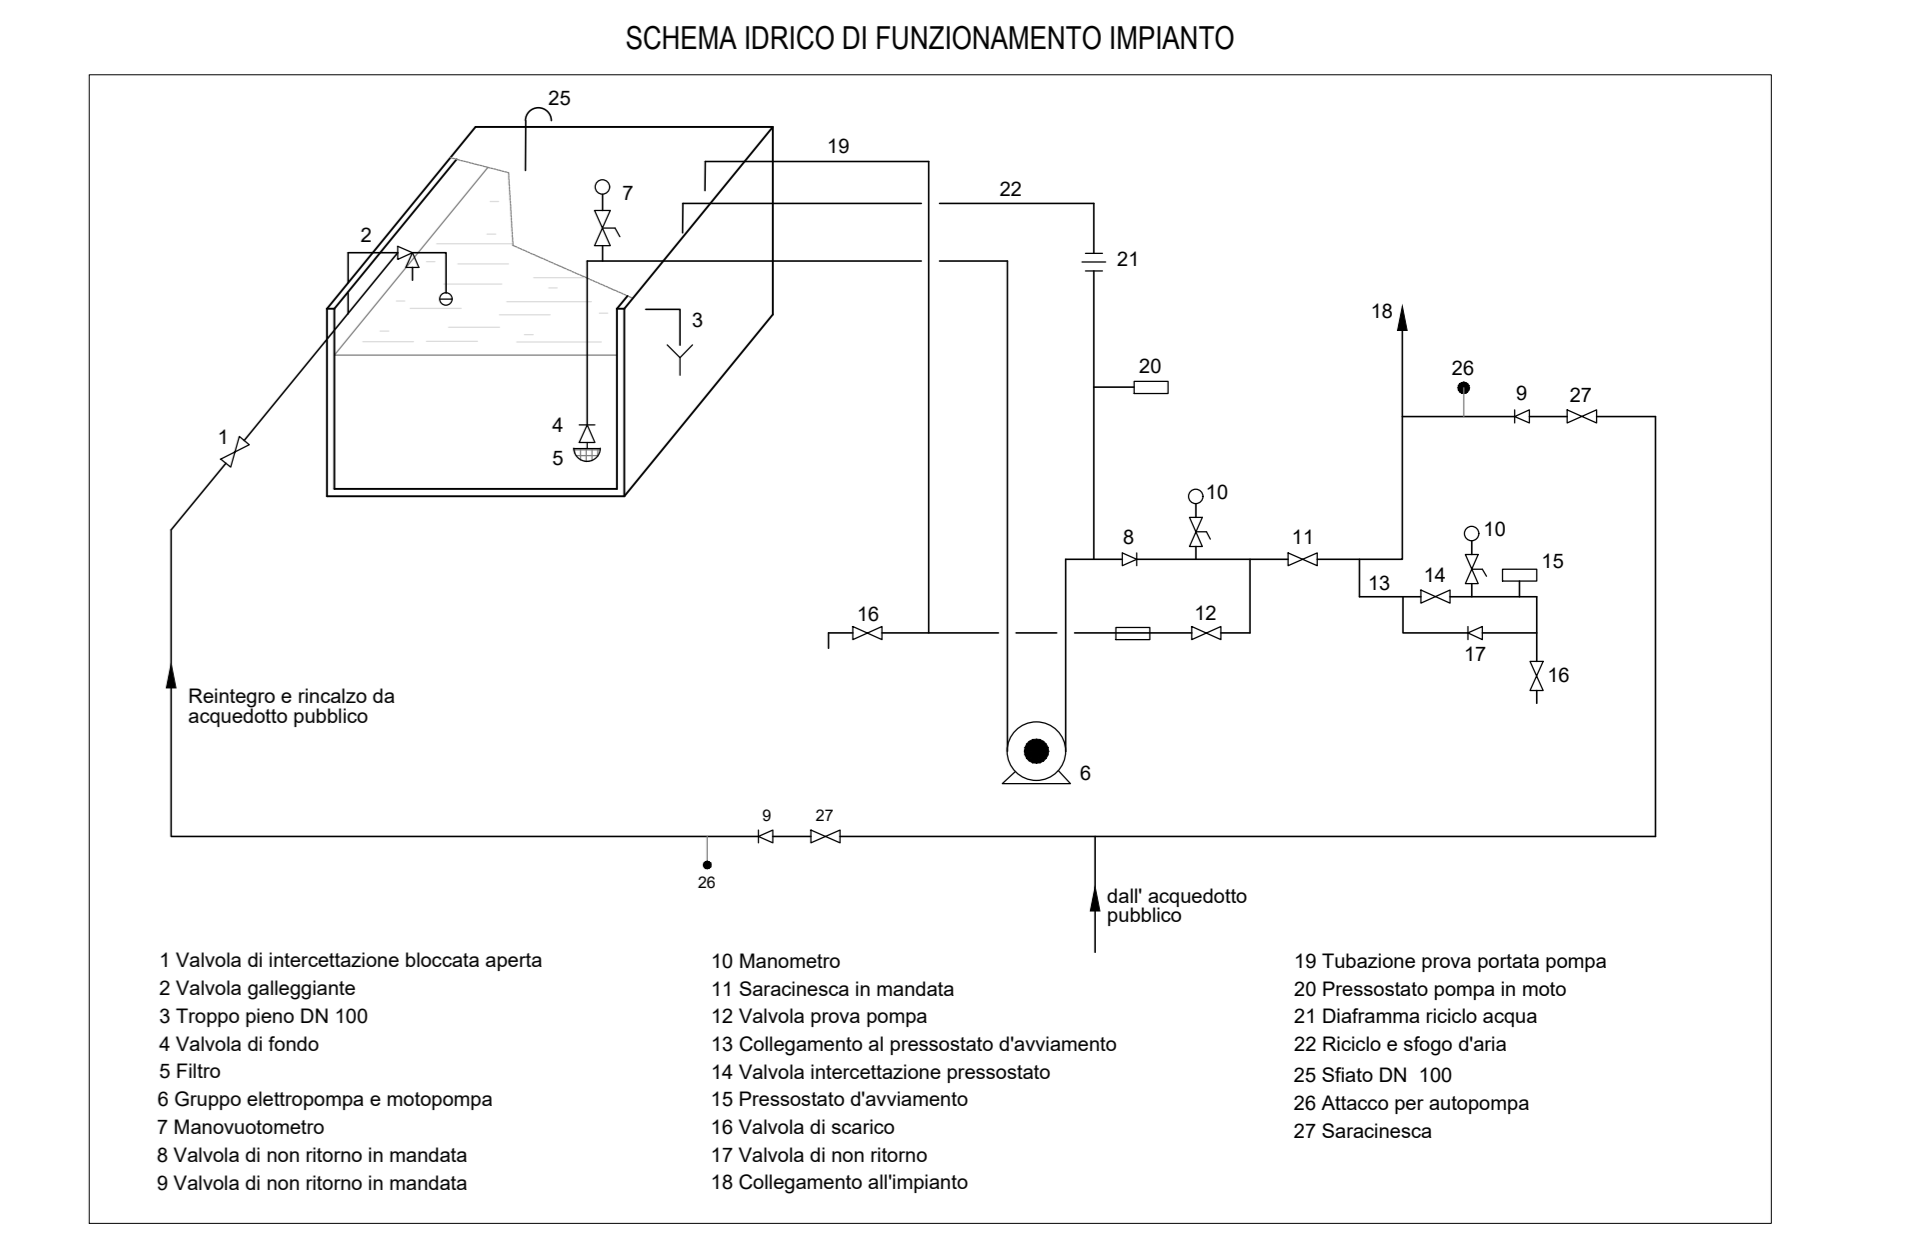 SCHEMA IDRICO DI FUNZIONAMENTO IMPIANTO
25
19
7
22
2
21
18
3
20
26
9
27
4
1
5
10
8
11
10
15
14
13
16
12
17
16
Reintegro e rincalzo da
acquedotto pubblico
6
9
27
26
dall' acquedotto
pubblico
1 Valvola di intercettazione bloccata aperta
2 Valvola galleggiante
3 Troppo pieno DN 100
4 Valvola di fondo
5 Filtro
6 Gruppo elettropompa e motopompa
7 Manovuotometro
8 Valvola di non ritorno in mandata
9 Valvola di non ritorno in mandata
10 Manometro
11 Saracinesca in mandata
12 Valvola prova pompa
13 Collegamento al pressostato d'avviamento
14 Valvola intercettazione pressostato
15 Pressostato d'avviamento
16 Valvola di scarico
17 Valvola di non ritorno
18 Collegamento all'impianto
19 Tubazione prova portata pompa
20 Pressostato pompa in moto
21 Diaframma riciclo acqua
22 Riciclo e sfogo d'aria
25 Sfiato DN 100
26 Attacco per autopompa
27 Saracinesca